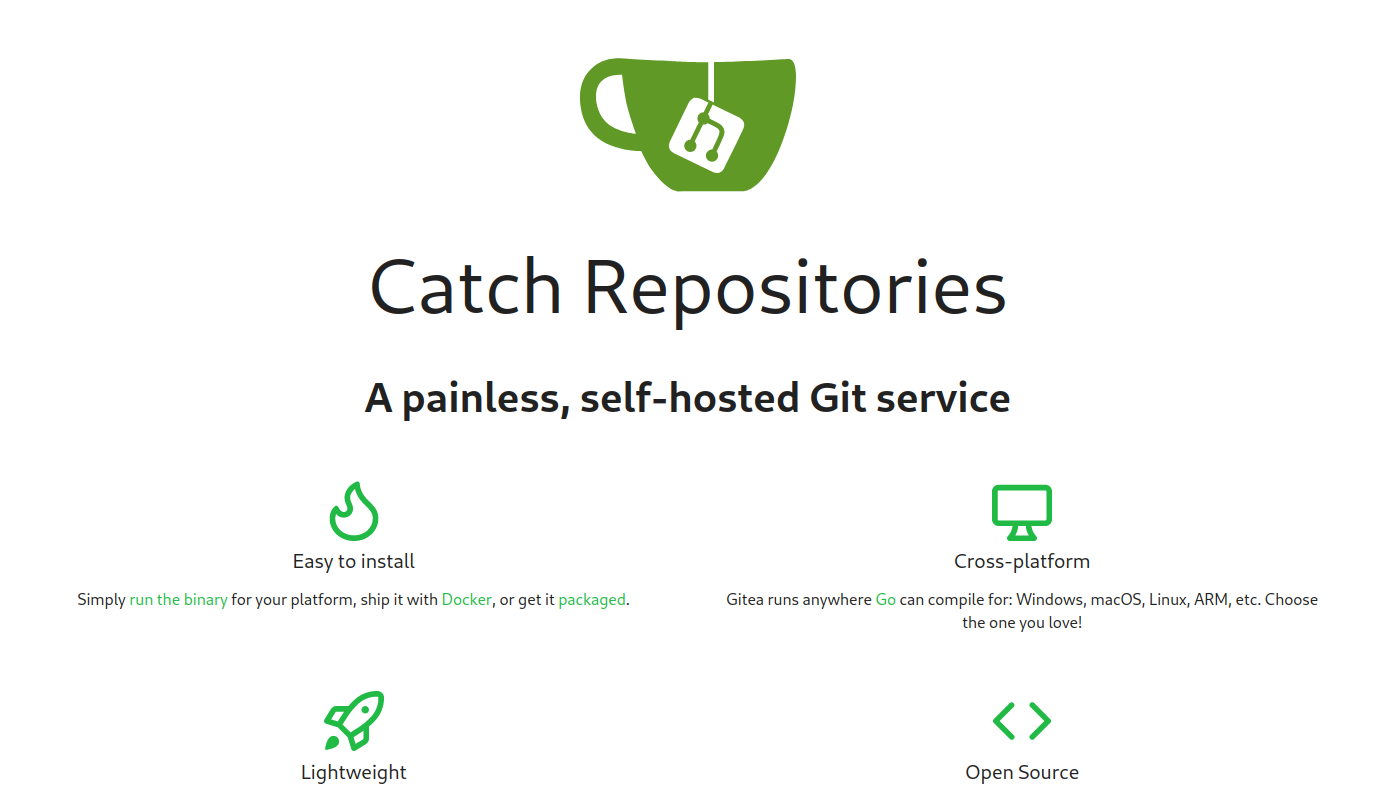 Catch Repositories
A painless, self-hosted Git service
Easy to install
Simply run the binary for your platform, ship it with Docker, or get it packaged.
Cross-platform
Gitea runs anywhere Go can compile for: Windows, macOS, Linux, ARM, etc. Choose
the one you love!
Lightweight
Open Source